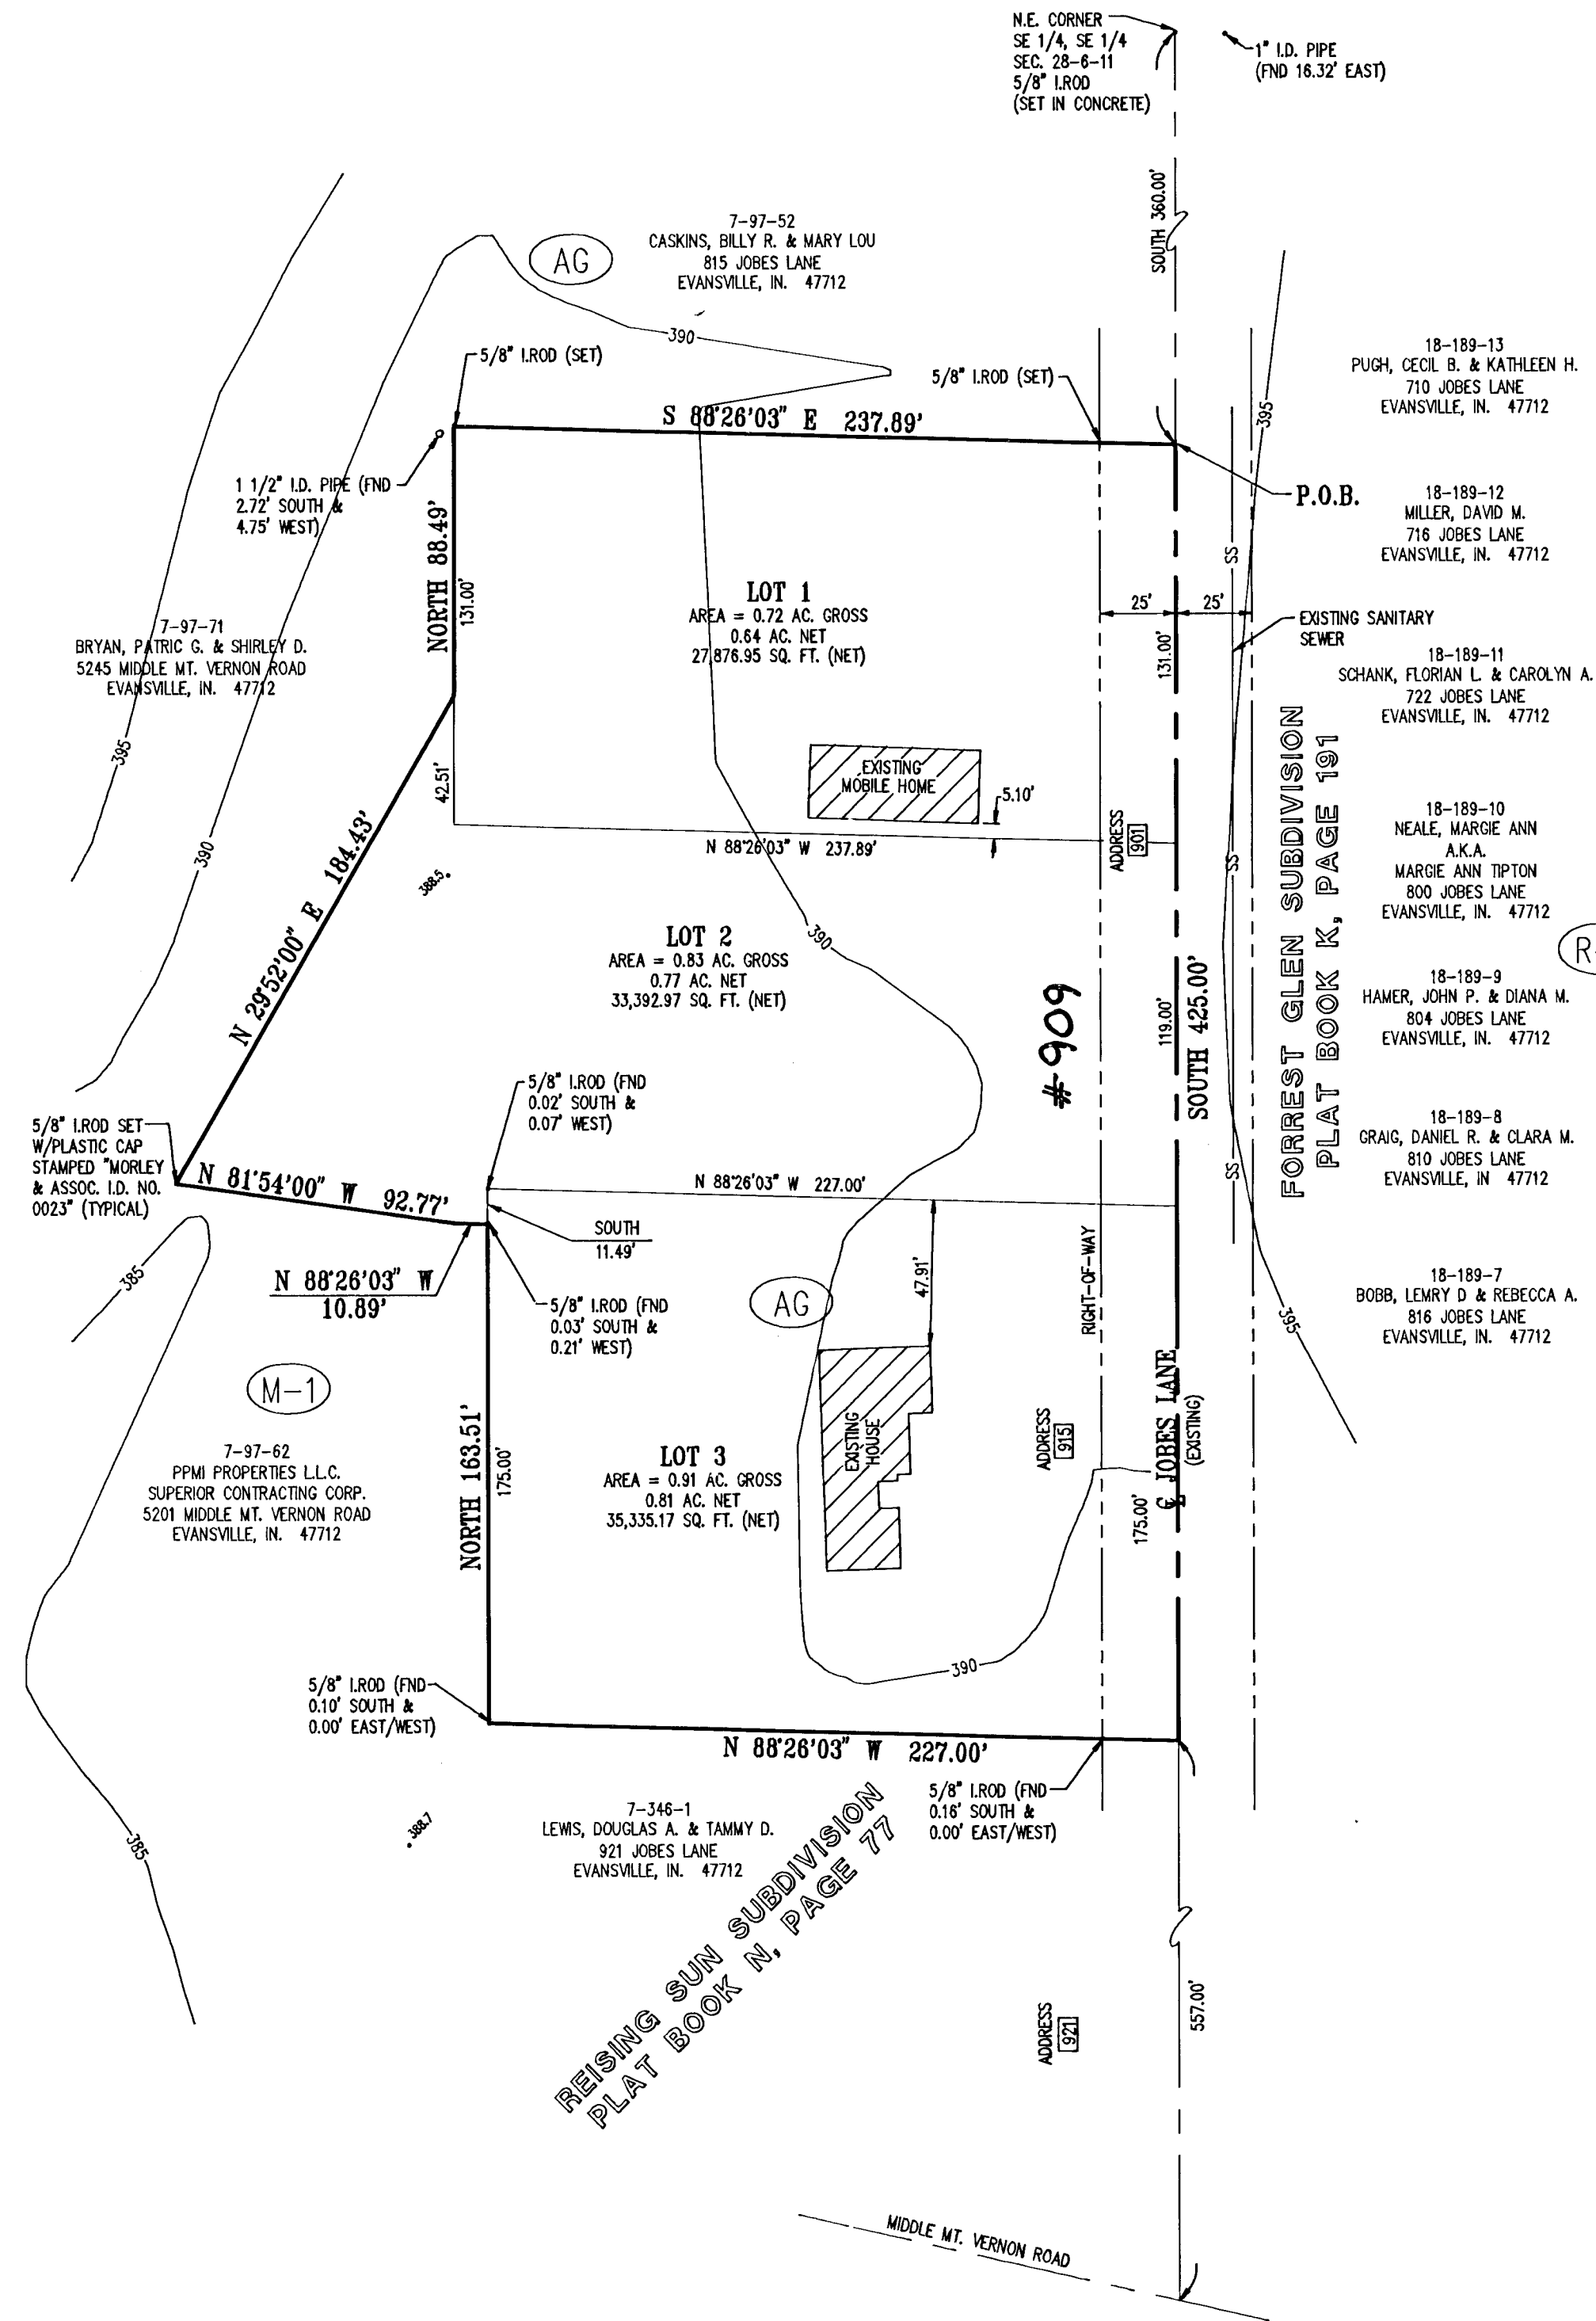 N.E. CORNER
SE 1/4, SE 1/4
SEC. 28-6-11
5/8" I.ROD
(SET IN CONCRETE)
1" I.D. PIPE
(FND 16.32' EAST)
SOUTH 360.00'
7-97-52
CASKINS, BILLY R. & MARY LOU
815 JOBES LANE
EVANSVILLE, IN. 47712
AG
390
5/8" I.ROD (SET)
5/8" I.ROD (SET)
S 88°26'03" E 237.89'
18-189-13
PUGH, CECIL B. & KATHLEEN H.
710 JOBES LANE
EVANSVILLE, IN. 47712
395
1 1/2" I.D. PIPE (FND
2.72' SOUTH &
4.75' WEST)
P.O.B.
18-189-12
MILLER, DAVID M.
716 JOBES LANE
EVANSVILLE, IN. 47712
NORTH 88.49'
131.00'
SS
LOT 1
AREA = 0.72 AC. GROSS
0.64 AC. NET
27,876.95 SQ. FT. (NET)
25'
25'
131.00'
EXISTING SANITARY
SEWER
7-97-71
BRYAN, PATRIC G. & SHIRLEY D.
5245 MIDDLE MT. VERNON ROAD
EVANSVILLE, IN. 47712
18-189-11
SCHANK, FLORIAN L. & CAROLYN A.
722 JOBES LANE
EVANSVILLE, IN. 47712
395
42.51'
EXISTING
MOBILE HOME
5.10'
N 88°26'03" W 237.89'
ADDRESS
901
SS
FORREST GLEN SUBDIVISION
PLAT BOOK K, PAGE 191
18-189-10
NEALE, MARGIE ANN
A.K.A.
MARGIE ANN TIPTON
800 JOBES LANE
EVANSVILLE, IN. 47712
390
388.5
N 29°52'00" E 184.43'
LOT 2
AREA = 0.83 AC. GROSS
0.77 AC. NET
33,392.97 SQ. FT. (NET)
390
#909
119.00'
SOUTH 425.00'
R-
18-189-9
HAMER, JOHN P. & DIANA M.
804 JOBES LANE
EVANSVILLE, IN. 47712
5/8" I.ROD (FND
0.02' SOUTH &
0.07' WEST)
5/8" I.ROD SET
W/PLASTIC CAP
STAMPED "MORLEY
& ASSOC. I.D. NO.
0023" (TYPICAL)
N 81°54'00" W 92.77'
N 88°26'03" W 227.00'
SS
18-189-8
GRAIG, DANIEL R. & CLARA M.
810 JOBES LANE
EVANSVILLE, IN 47712
SOUTH
11.49'
385
N 88°26'03" W
10.89'
5/8" I.ROD (FND
0.03' SOUTH &
0.21' WEST)
AG
47.91'
RIGHT-OF-WAY
395
18-189-7
BOBB, LEMRY D & REBECCA A.
816 JOBES LANE
EVANSVILLE, IN. 47712
M-1
7-97-62
PPMI PROPERTIES L.L.C.
SUPERIOR CONTRACTING CORP.
5201 MIDDLE MT. VERNON ROAD
EVANSVILLE, IN. 47712
NORTH 163.51'
175.00'
LOT 3
AREA = 0.91 AC. GROSS
0.81 AC. NET
35,335.17 SQ. FT. (NET)
EXISTING
HOUSE
ADDRESS
915
175.00'
℄ JOBES LANE
(EXISTING)
390
5/8" I.ROD (FND
0.10' SOUTH &
0.00' EAST/WEST)
N 88°26'03" W 227.00'
5/8" I.ROD (FND
0.16' SOUTH &
0.00' EAST/WEST)
385
388.7
7-346-1
LEWIS, DOUGLAS A. & TAMMY D.
921 JOBES LANE
EVANSVILLE, IN. 47712
REISING SUN SUBDIVISION
PLAT BOOK N, PAGE 77
ADDRESS
921
557.00'
MIDDLE MT. VERNON ROAD